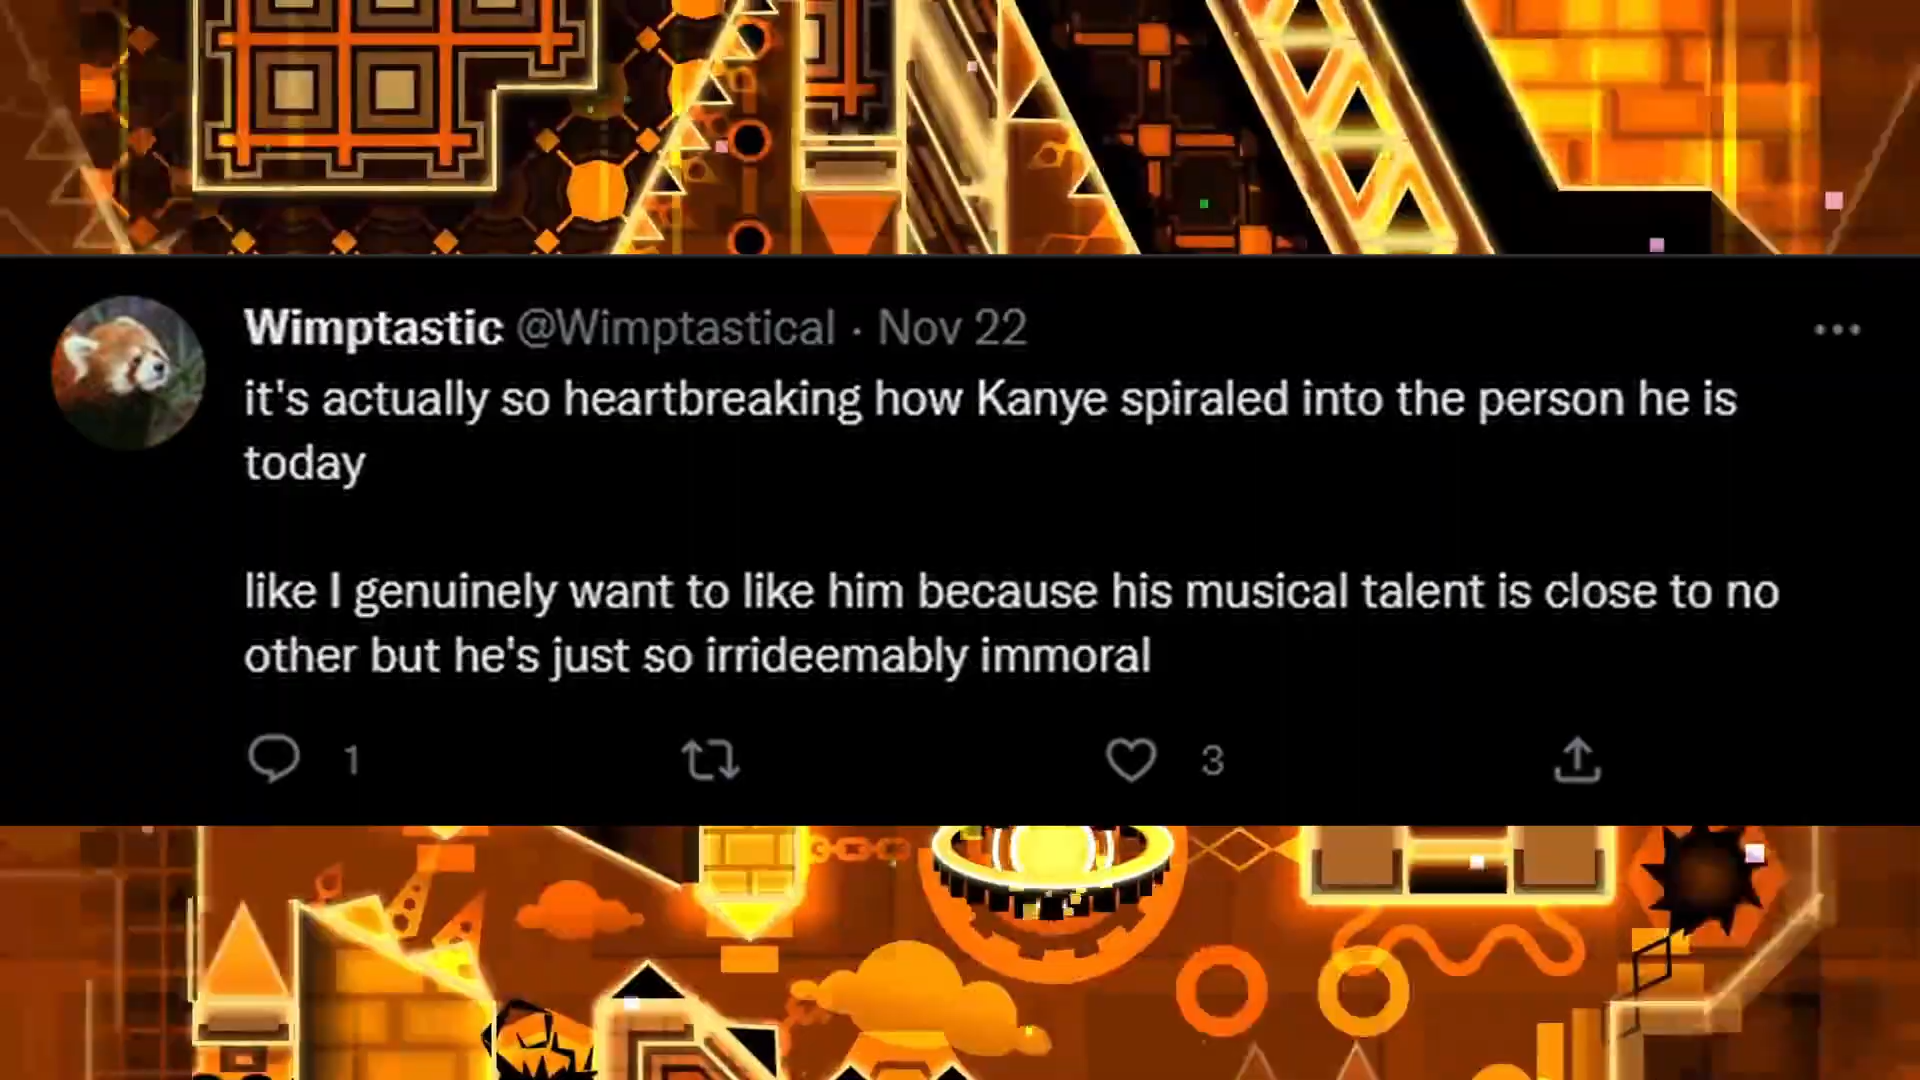 Wimptastic @Wimptastical · Nov 22
it's actually so heartbreaking how Kanye spiraled into the person he is
today
like I genuinely want to like him because his musical talent is close to no
other but he's just so irrideemably immoral
1 3